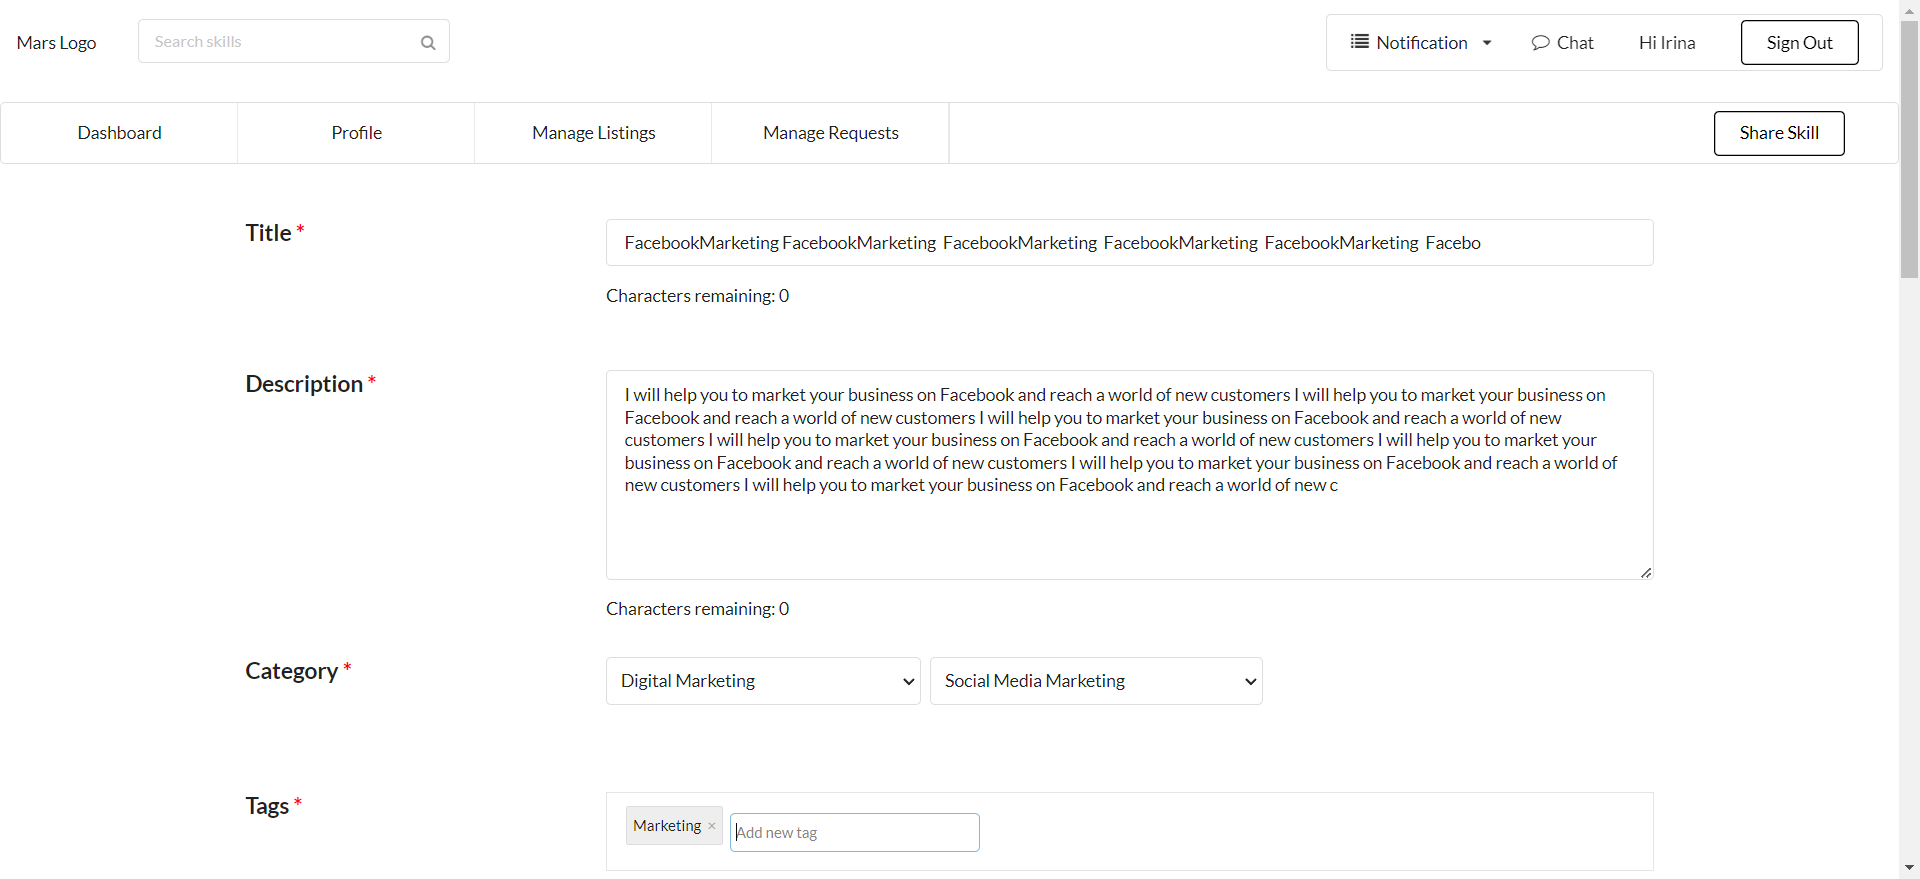 Mars Logo
Search skills
Notification
Chat
Hi Irina
Sign Out
Dashboard
Profile
Manage Listings
Manage Requests
Share Skill
Title *
FacebookMarketing FacebookMarketing  FacebookMarketing  FacebookMarketing  FacebookMarketing  Facebo
Characters remaining: 0
Description *
I will help you to market your business on Facebook and reach a world of new customers I will help you to market your business on
Facebook and reach a world of new customers I will help you to market your business on Facebook and reach a world of new
customers I will help you to market your business on Facebook and reach a world of new customers I will help you to market your
business on Facebook and reach a world of new customers I will help you to market your business on Facebook and reach a world of
new customers I will help you to market your business on Facebook and reach a world of new c
Characters remaining: 0
Category *
Digital Marketing
Social Media Marketing
Tags *
Marketing ×
Add new tag